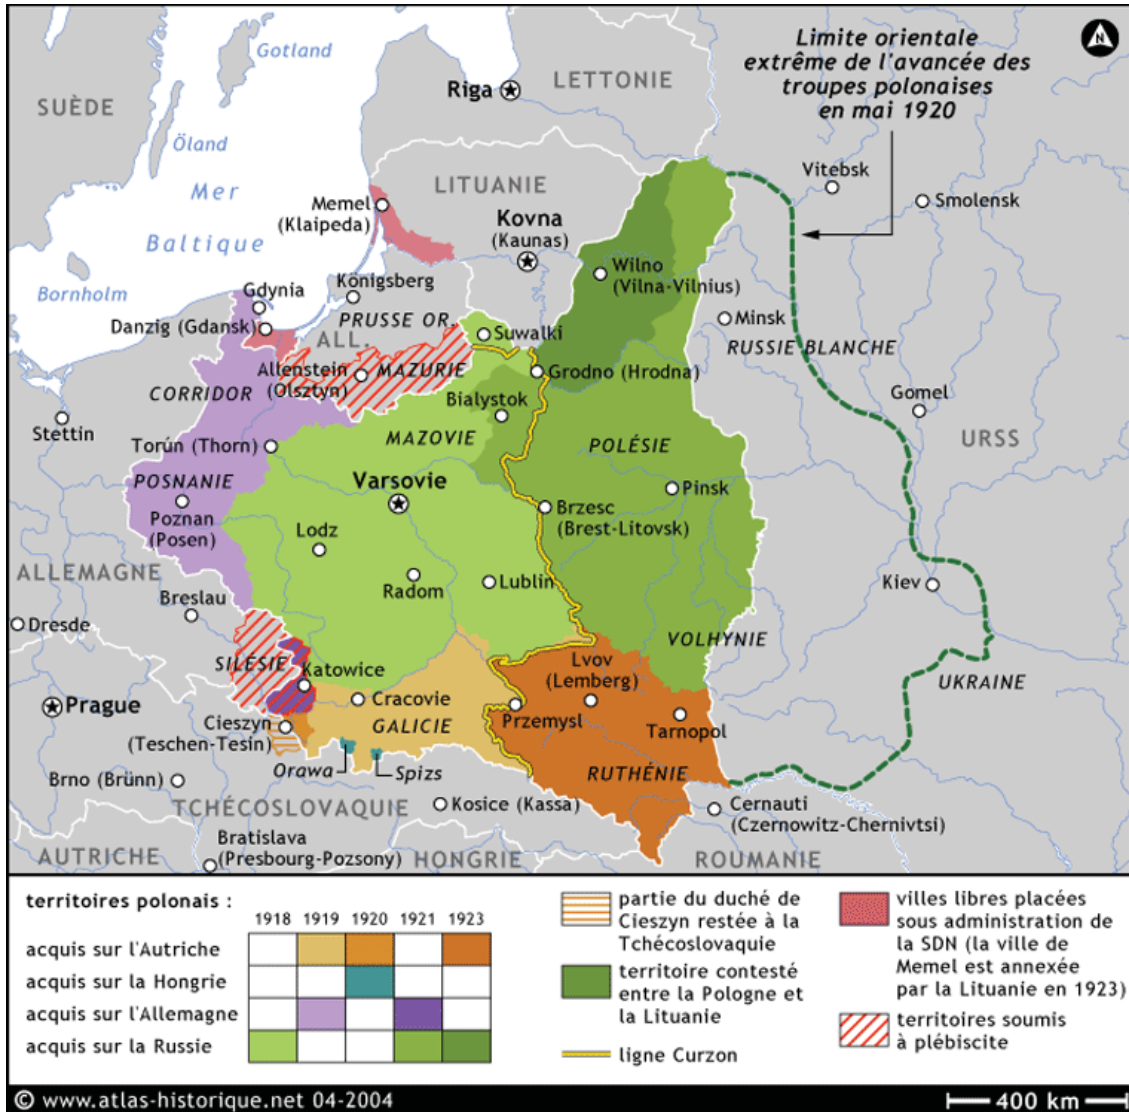 Limite orientale
extrême de l'avancée des
troupes polonaises
en mai 1920
N
Gotland
SUÈDE
Riga
LETTONIE
Öland
Mer
Baltique
Bornholm
Memel
(Klaipeda)
LITUANIE
Kovna
(Kaunas)
Vitebsk
Smolensk
Wilno
(Vilna-Vilnius)
Gdynia
Königsberg
Danzig (Gdansk)
PRUSSE OR.
ALL.
Suwalki
Minsk
RUSSIE BLANCHE
Allenstein
(Olsztyn)
MAZURIE
Grodno (Hrodna)
CORRIDOR
Bialystok
Gomel
Stettin
Torún (Thorn)
MAZOVIE
POLÉSIE
URSS
POSNANIE
Varsovie
Pinsk
Poznan
(Posen)
Brzesc
(Brest-Litovsk)
Lodz
ALLEMAGNE
Radom
Lublin
Kiev
Breslau
Dresde
VOLHYNIE
SILÉSIE
Katowice
Lvov
(Lemberg)
UKRAINE
Prague
Cracovie
Cieszyn
(Teschen-Tesin)
GALICIE
Przemysl
Tarnopol
Orawa
Spizs
RUTHÉNIE
Brno (Brünn)
TCHÉCOSLOVAQUIE
Kosice (Kassa)
Cernauti
(Czernowitz-Chernivtsi)
AUTRICHE
Bratislava
(Presbourg-Pozsony)
HONGRIE
ROUMANIE
territoires polonais :
1918 1919 1920 1921 1923
acquis sur l'Autriche
acquis sur la Hongrie
acquis sur l'Allemagne
acquis sur la Russie
partie du duché de
Cieszyn restée à la
Tchécoslovaquie
territoire contesté
entre la Pologne et
la Lituanie
ligne Curzon
villes libres placées
sous administration de
la SDN (la ville de
Memel est annexée
par la Lituanie en 1923)
territoires soumis
à plébiscite
© www.atlas-historique.net 04-2004
400 km